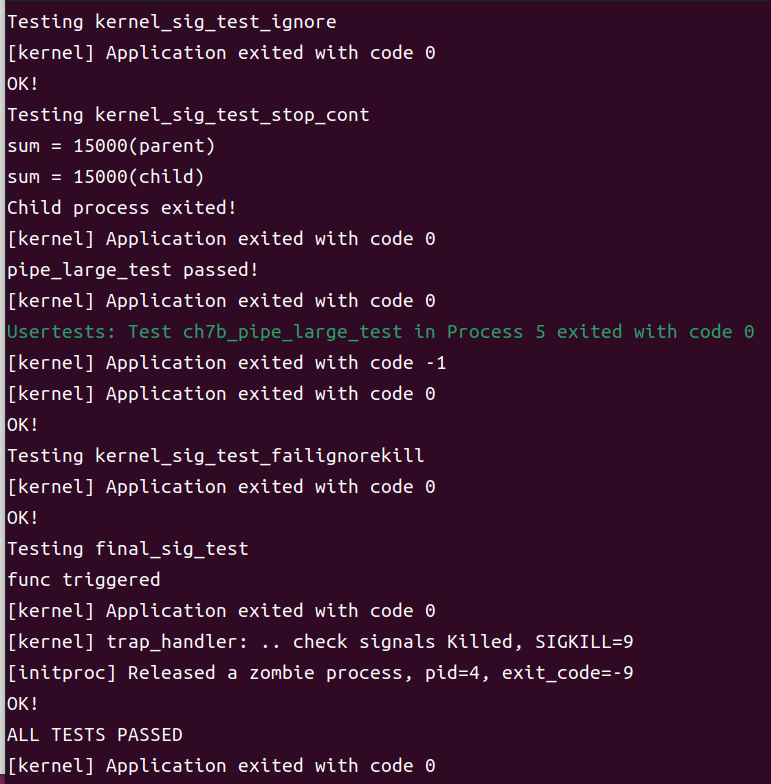 Testing kernel_sig_test_ignore
[kernel] Application exited with code 0
OK!
Testing kernel_sig_test_stop_cont
sum = 15000(parent)
sum = 15000(child)
Child process exited!
[kernel] Application exited with code 0
pipe_large_test passed!
[kernel] Application exited with code 0
Usertests: Test ch7b_pipe_large_test in Process 5 exited with code 0
[kernel] Application exited with code -1
[kernel] Application exited with code 0
OK!
Testing kernel_sig_test_failignorekill
[kernel] Application exited with code 0
OK!
Testing final_sig_test
func triggered
[kernel] Application exited with code 0
[kernel] trap_handler: .. check signals Killed, SIGKILL=9
[initproc] Released a zombie process, pid=4, exit_code=-9
OK!
ALL TESTS PASSED
[kernel] Application exited with code 0